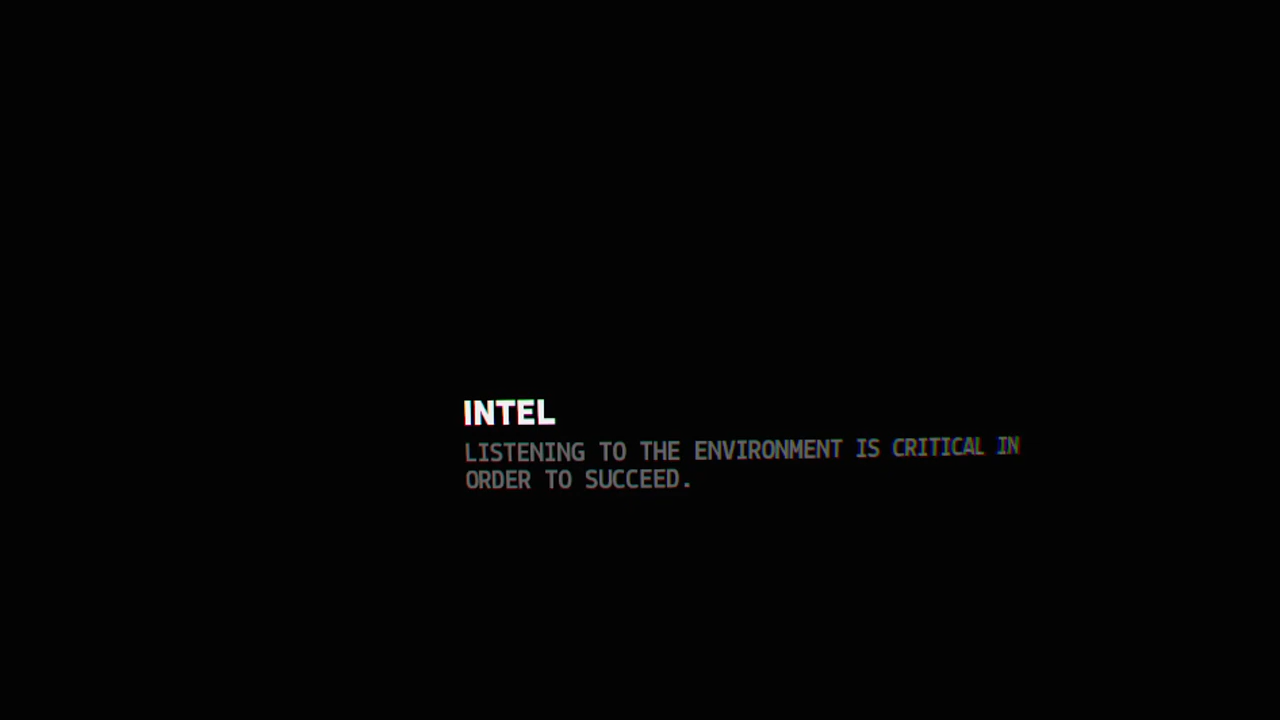 INTEL
LISTENING TO THE ENVIRONMENT IS CRITICAL IN
ORDER TO SUCCEED.